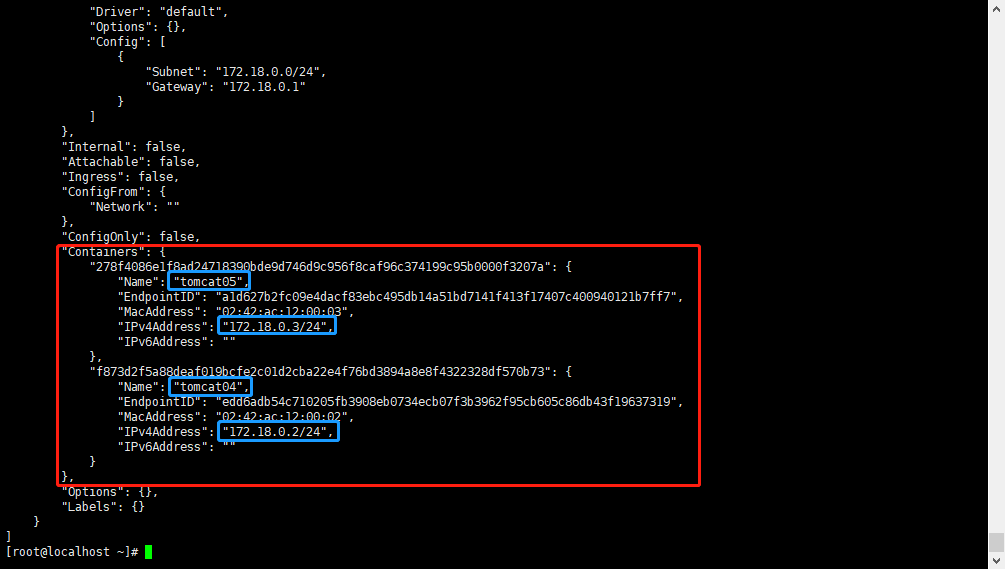 "Driver": "default",
"Options": {},
"Config": [
{
"Subnet": "172.18.0.0/24",
"Gateway": "172.18.0.1"
}
]
},
"Internal": false,
"Attachable": false,
"Ingress": false,
"ConfigFrom": {
"Network": ""
},
"ConfigOnly": false,
"Containers": {
"278f4086e1f8ad24718390bde9d746d9c956f8caf96c374199c95b0000f3207a": {
"Name": "tomcat05",
"EndpointID": "a1d627b2fc09e4dacf83ebc495db14a51bd7141f413f17407c400940121b7ff7",
"MacAddress": "02:42:ac:12:00:03",
"IPv4Address": "172.18.0.3/24",
"IPv6Address": ""
},
"f873d2f5a88deaf019bcfe2c01d2cba22e4f76bd3894a8e8f4322328df570b73": {
"Name": "tomcat04",
"EndpointID": "edd6adb54c710205fb3908eb0734ecb07f3b3962f95cb605c86db43f19637319",
"MacAddress": "02:42:ac:12:00:02",
"IPv4Address": "172.18.0.2/24",
"IPv6Address": ""
}
},
"Options": {},
"Labels": {}
}
]
[root@localhost ~]#